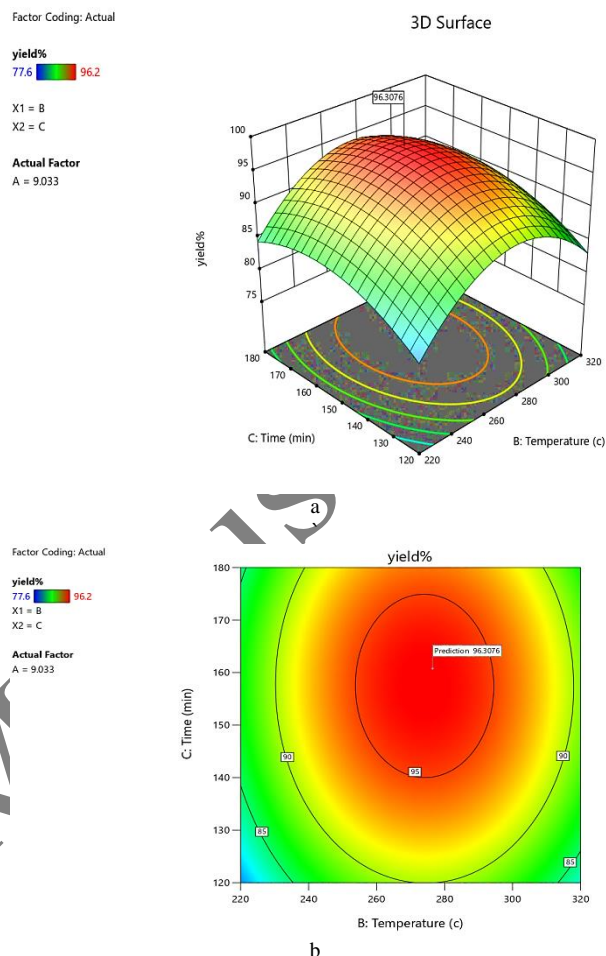 Factor Coding: Actual
3D Surface
yield%
77.6 96.2
X1 = B
X2 = C
Actual Factor
A = 9.033
96.3076
100
95
90
85
80
75
yield%
180
170
160
150
140
130
120
220
240
260
280
300
320
C: Time (min)
B: Temperature (c)
a
Factor Coding: Actual
yield%
77.6 96.2
X1 = B
X2 = C
Actual Factor
A = 9.033
yield%
180
170
160
150
140
130
120
C: Time (min)
Prediction 96.3076
90
90
95
85
85
220 240 260 280 300 320
B: Temperature (c)
b